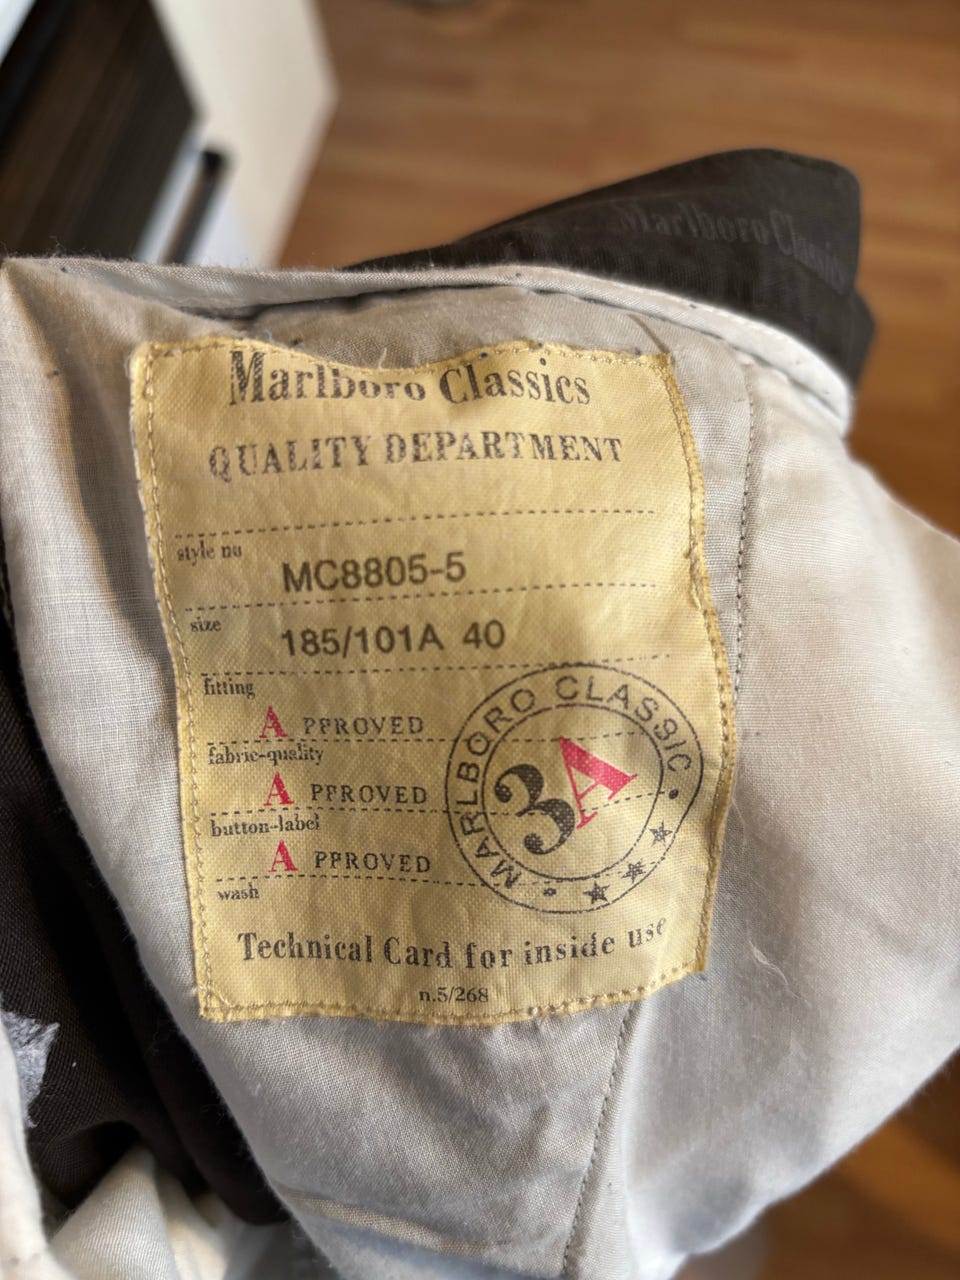 Marlboro Classics
Marlboro Classics
QUALITY DEPARTMENT
style no
MC8805-5
size
185/101A 40
fitting
A PPROVED
fabric-quality
A PPROVED
button-label
A PPROVED
wash
MARLBORO CLASSIC
3A
Technical Card for inside use
n.5/268